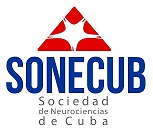 SONECUB
Sociedad
de Neurociencias
de Cuba